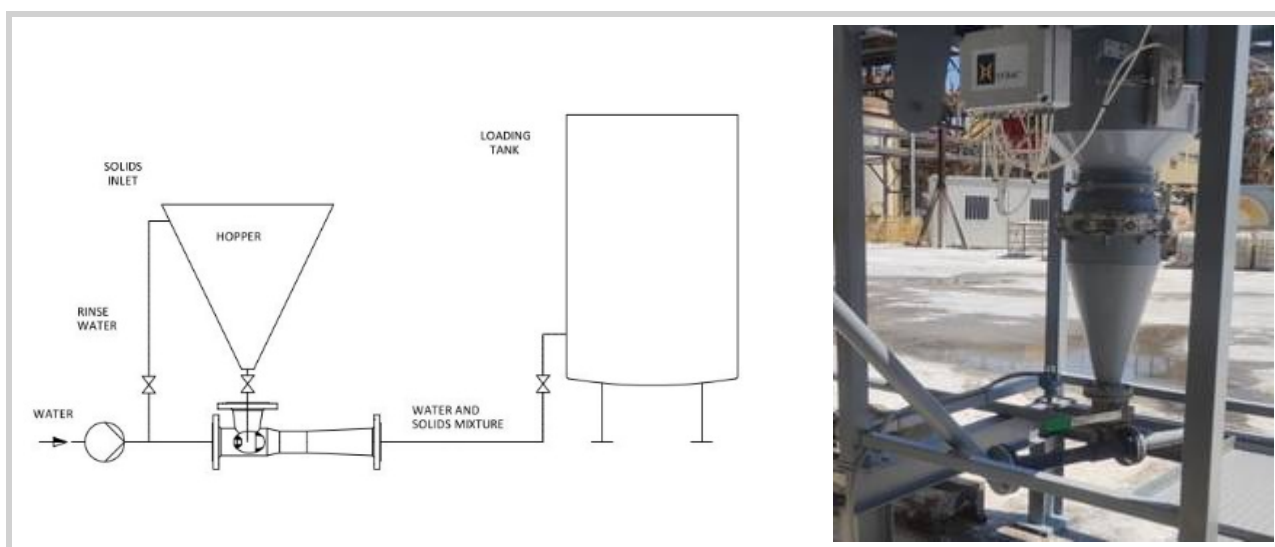 LOADING
TANK
SOLIDS
INLET
HOPPER
RINSE
WATER
WATER
WATER AND
SOLIDS MIXTURE